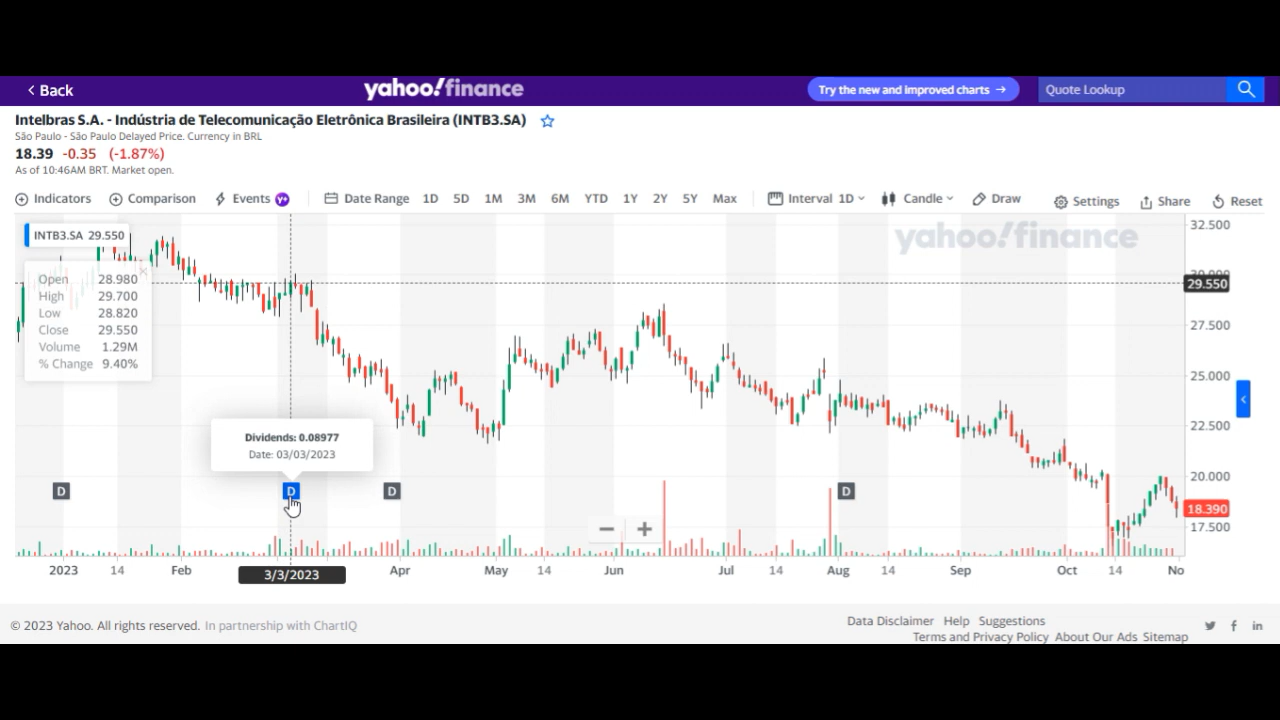 Back
yahoo!finance
Try the new and improved charts →
Quote Lookup
Intelbras S.A. - Indústria de Telecomunicação Eletrônica Brasileira (INTB3.SA)
São Paulo - São Paulo Delayed Price. Currency in BRL
18.39 -0.35 (-1.87%)
As of 10:46AM BRT. Market open.
Indicators Comparison Events Y+ Date Range 1D 5D 1M 3M 6M YTD 1Y 2Y 5Y Max Interval 1D Candle Draw Settings Share Reset
INTB3.SA 29.550
yahoo!finance
32.500
Open 28.980
High 29.700
Low 28.820
Close 29.550
Volume 1.29M
% Change 9.40%
30.000
29.550
27.500
25.000
22.500
20.000
18.390
17.500
Dividends: 0.08977
Date: 03/03/2023
D D D D
− +
2023 14 Feb 3/3/2023 Apr May 14 Jun Jul 14 Aug 14 Sep Oct 14 No
© 2023 Yahoo. All rights reserved. In partnership with ChartIQ
Data Disclaimer Help Suggestions
Terms and Privacy Policy About Our Ads Sitemap